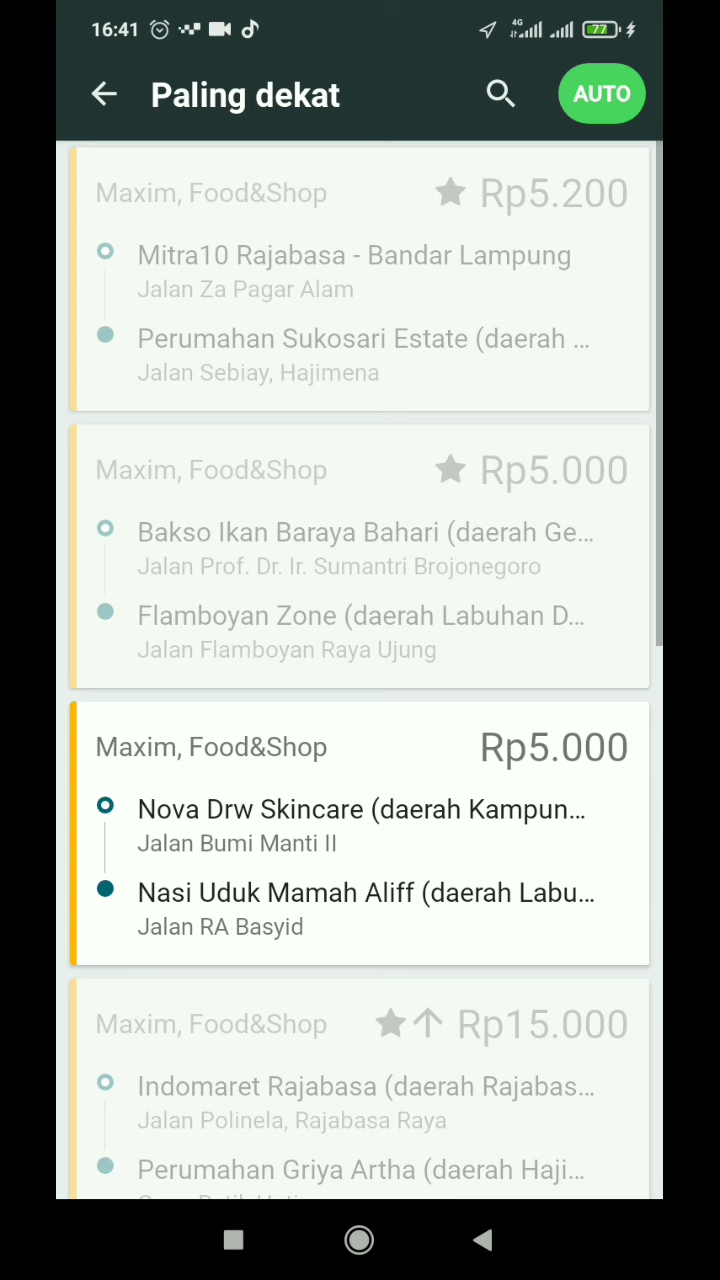 16:41
4G
77
Paling dekat
AUTO
Maxim, Food&Shop
Rp5.200
Mitra10 Rajabasa - Bandar Lampung
Jalan Za Pagar Alam
Perumahan Sukosari Estate (daerah ...
Jalan Sebiay, Hajimena
Maxim, Food&Shop
Rp5.000
Bakso Ikan Baraya Bahari (daerah Ge...
Jalan Prof. Dr. Ir. Sumantri Brojonegoro
Flamboyan Zone (daerah Labuhan D...
Jalan Flamboyan Raya Ujung
Maxim, Food&Shop
Rp5.000
Nova Drw Skincare (daerah Kampun...
Jalan Bumi Manti II
Nasi Uduk Mamah Aliff (daerah Labu...
Jalan RA Basyid
Maxim, Food&Shop
Rp15.000
Indomaret Rajabasa (daerah Rajabas...
Jalan Polinela, Rajabasa Raya
Perumahan Griya Artha (daerah Haji...